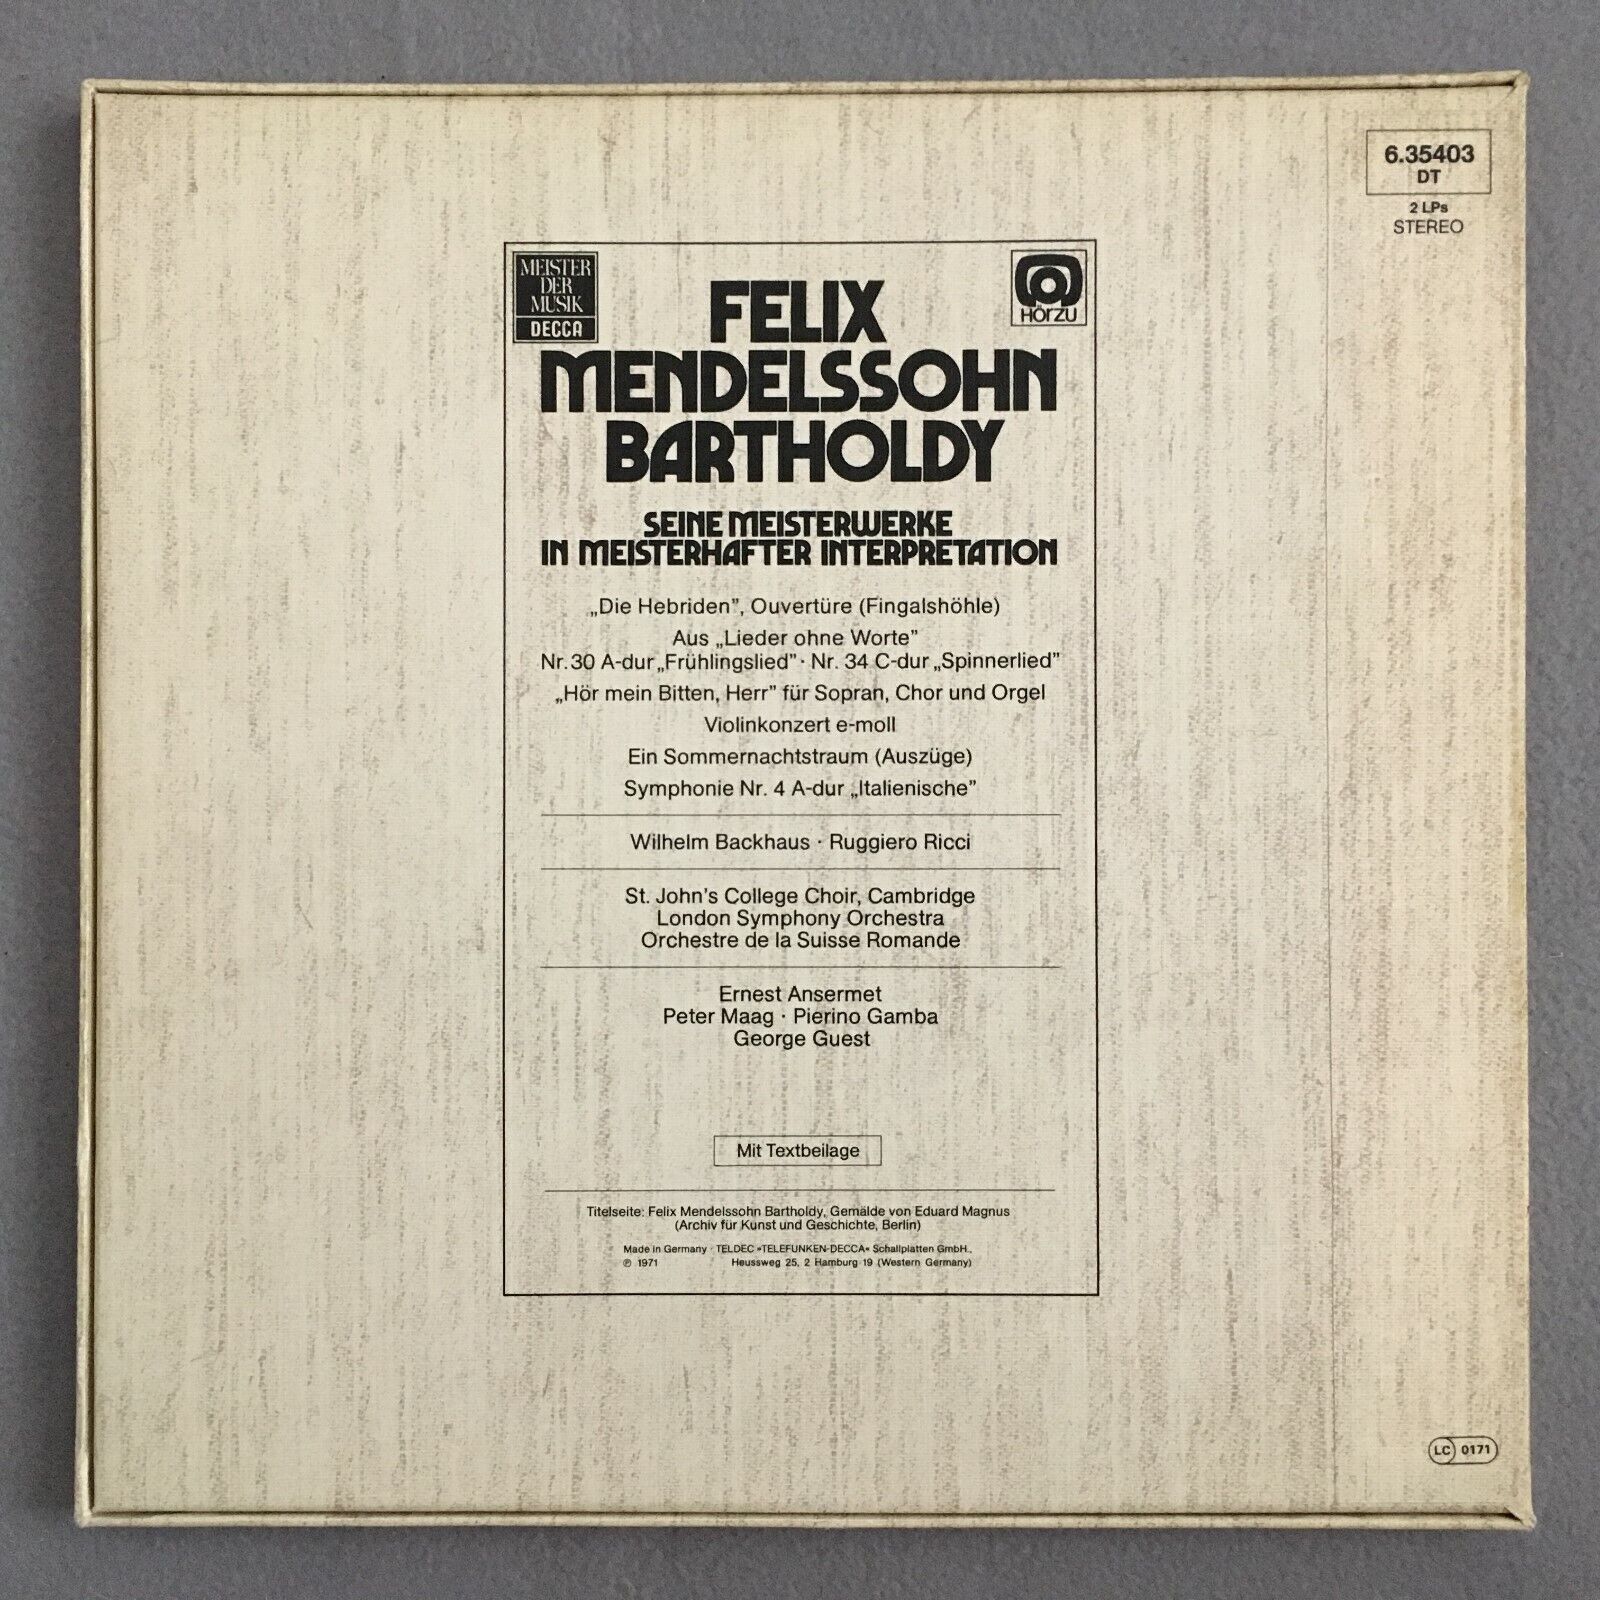 6.35403
DT
2 LPs
STEREO
MEISTER
DER
MUSIK
DECCA
HÖRZU
FELIX
MENDELSSOHN
BARTHOLDY
SEINE MEISTERWERKE
IN MEISTERHAFTER INTERPRETATION
„Die Hebriden”, Ouvertüre (Fingalshöhle)
Aus „Lieder ohne Worte”
Nr. 30 A-dur „Frühlingslied” · Nr. 34 C-dur „Spinnerlied”
„Hör mein Bitten, Herr” für Sopran, Chor und Orgel
Violinkonzert e-moll
Ein Sommernachtstraum (Auszüge)
Symphonie Nr. 4 A-dur „Italienische”
Wilhelm Backhaus · Ruggiero Ricci
St. John's College Choir, Cambridge
London Symphony Orchestra
Orchestre de la Suisse Romande
Ernest Ansermet
Peter Maag · Pierino Gamba
George Guest
Mit Textbeilage
Titelseite: Felix Mendelssohn Bartholdy, Gemälde von Eduard Magnus
(Archiv für Kunst und Geschichte, Berlin)
Made in Germany · TELDEC »TELEFUNKEN-DECCA« Schallplatten GmbH.,
℗ 1971 Heussweg 25, 2 Hamburg 19 (Western Germany)
LC 0171